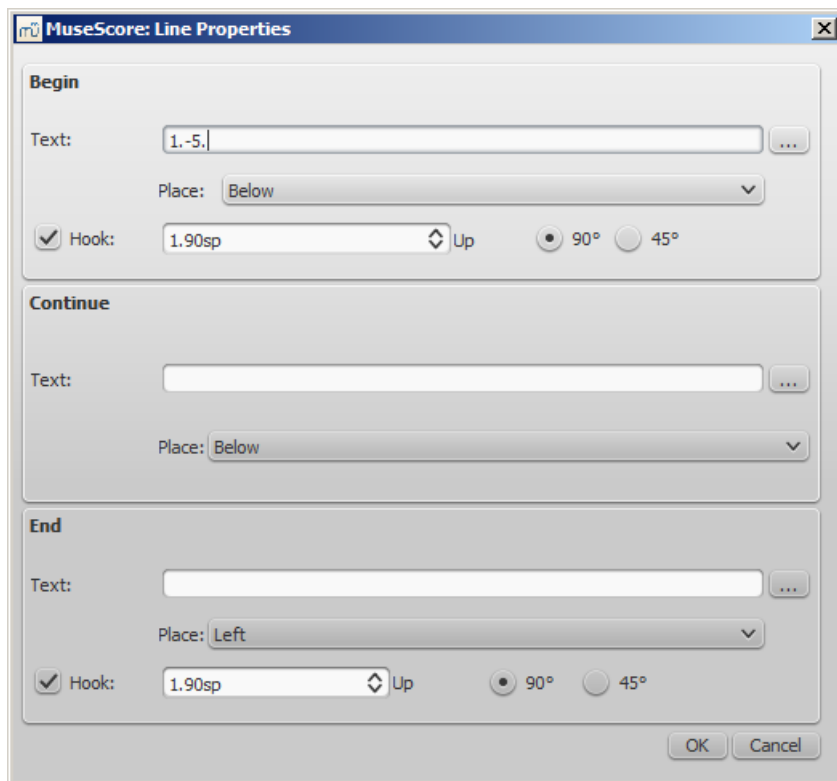 MuseScore: Line Properties
Begin
Text: 1.-5. ...
Place: Below
Hook: 1.90sp Up 90° 45°
Continue
Text: ...
Place: Below
End
Text: ...
Place: Left
Hook: 1.90sp Up 90° 45°
OK Cancel